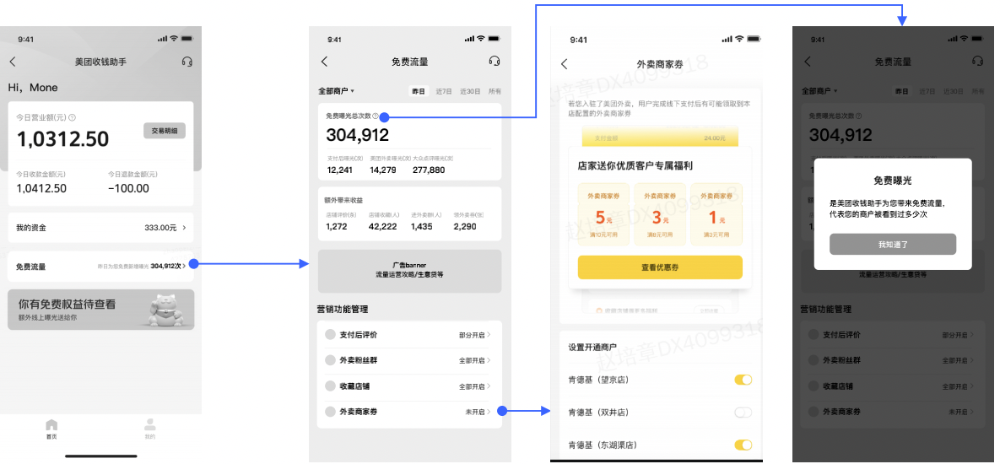 9:41
美团收钱助手
Hi, Mone
今日营业额(元)
1,0312.50
交易明细
今日收款金额(元)
今日退款金额(元)
1,0412.50
-100.00
我的资金
333.00元
免费流量
昨日为您免费新增曝光 304,912次
你有免费权益待查看
额外线上曝光送给你
首页
我的
9:41
免费流量
全部商户
昨日
近7日
近30日
所有
免费曝光总次数
304,912
支付后曝光(次)
美团外卖曝光(次)
大众点评曝光(次)
12,241
14,279
277,880
额外带来收益
店铺评价(条)
店铺收藏(人)
进外卖群(人)
领外卖券(张)
1,272
42,222
1,435
2,290
广告banner
流量运营攻略/生意贷等
营销功能管理
支付后评价
部分开启
外卖粉丝群
全部开启
收藏店铺
全部开启
外卖商家券
未开启
9:41
外卖商家券
若您入驻了美团外卖，用户完成线下支付后有可能领取到本
店配置的外卖商家券
支付金额
24.00元
店家送你优质客户专属福利
外卖商家券
外卖商家券
外卖商家券
5元
3元
1元
满10元可用
满8元可用
满3元可用
查看优惠券
设置开通商户
肯德基（望京店）
肯德基（双井店）
肯德基（东湖渠店）
赵培章DX4099318
9:41
免费流量
全部商户
昨日
近7日
近30日
所有
免费曝光总次数
304,912
免费曝光
是美团收钱助手为您带来免费流量，
代表您的商户被看到过多少次
我知道了
流量运营攻略/生意贷等
营销功能管理
支付后评价
部分开启
外卖粉丝群
全部开启
收藏店铺
全部开启
外卖商家券
未开启